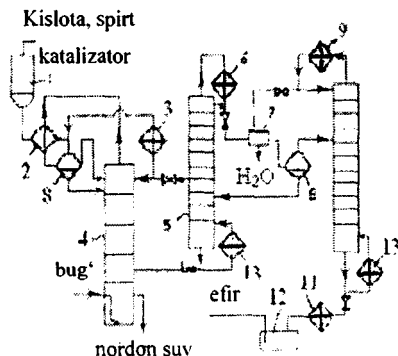 Kislota, spirt
katalizator
2
8
3
4
bug‘
nordon suv
5
6
7
H₂O
8
13
9
13
11
12
efir